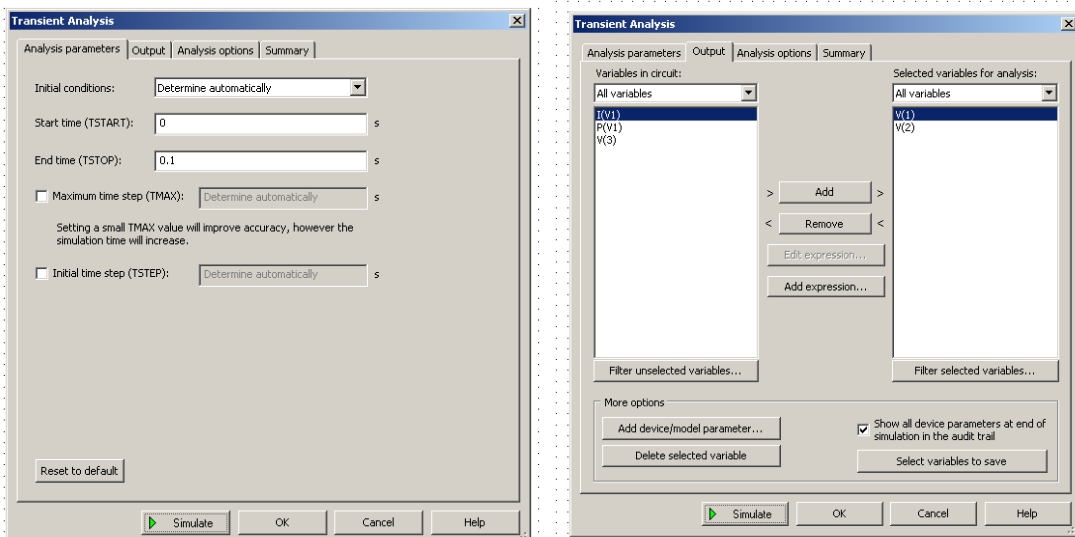 Transient Analysis
Analysis parameters Output Analysis options Summary
Initial conditions: Determine automatically
Start time (TSTART): 0 s
End time (TSTOP): 0.1 s
Maximum time step (TMAX): Determine automatically s
Setting a small TMAX value will improve accuracy, however the
simulation time will increase.
Initial time step (TSTEP): Determine automatically s
Reset to default
Simulate OK Cancel Help
Transient Analysis
Analysis parameters Output Analysis options Summary
Variables in circuit: Selected variables for analysis:
All variables All variables
I(V1) V(1)
P(V1) V(2)
V(3)
> Add >
< Remove <
Edit expression...
Add expression...
Filter unselected variables... Filter selected variables...
More options
Add device/model parameter... Show all device parameters at end of
simulation in the audit trail
Delete selected variable Select variables to save
Simulate OK Cancel Help